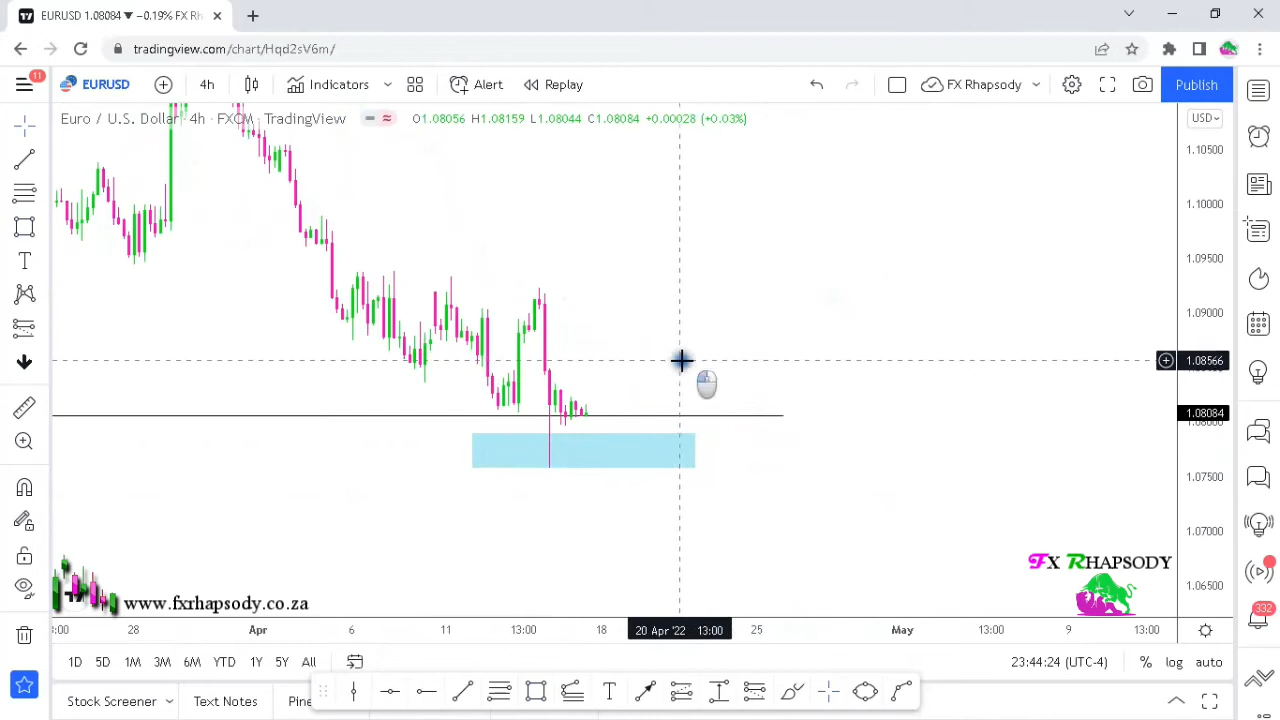 EURUSD 1.08084 ▼ −0.19% FX Rh
tradingview.com/chart/Hqd2sV6m/
11
EURUSD
4h
Indicators
Alert
Replay
FX Rhapsody
Publish
Euro / U.S. Dollar · 4h · FXCM · TradingView
O1.08056 H1.08159 L1.08044 C1.08084 +0.00028 (+0.03%)
USD
1.10500
1.10000
1.09500
1.09000
1.08566
1.08084
1.07500
1.07000
1.06500
FX RHAPSODY
www.fxrhapsody.co.za
332
28
Apr
6
11
13:00
18
20 Apr '22 13:00
25
May
13:00
9
13:00
1D 5D 1M 3M 6M YTD 1Y 5Y All
23:44:24 (UTC-4)
% log auto
Stock Screener
Text Notes
Pine